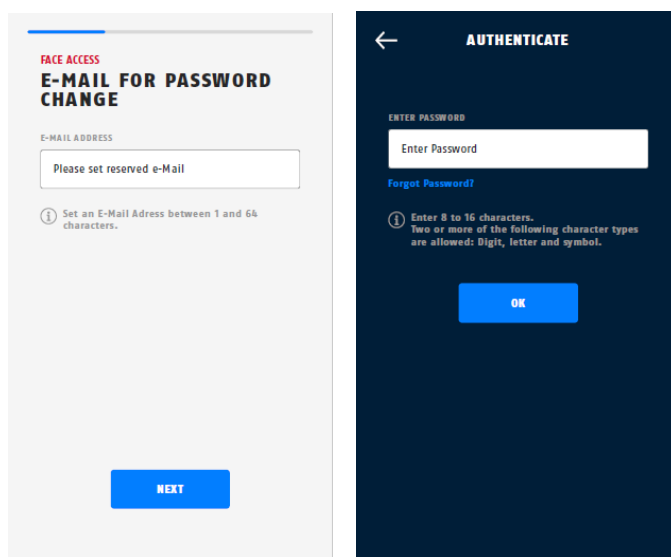 FACE ACCESS
E-MAIL FOR PASSWORD
CHANGE
E-MAIL ADDRESS
Please set reserved e-Mail
Set an E-Mail Adress between 1 and 64
characters.
NEXT
AUTHENTICATE
ENTER PASSWORD
Enter Password
Forgot Password?
Enter 8 to 16 characters.
Two or more of the following character types
are allowed: Digit, letter and symbol.
OK